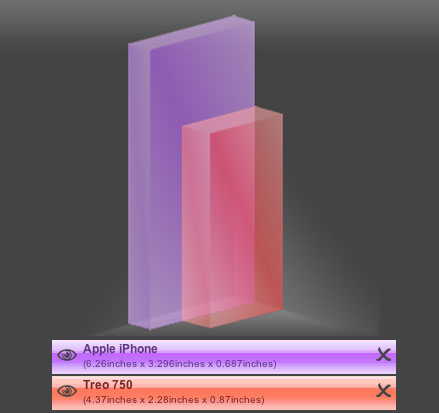 Apple iPhone
(6.26inches x 3.296inches x 0.687inches)
Treo 750
(4.37inches x 2.28inches x 0.87inches)